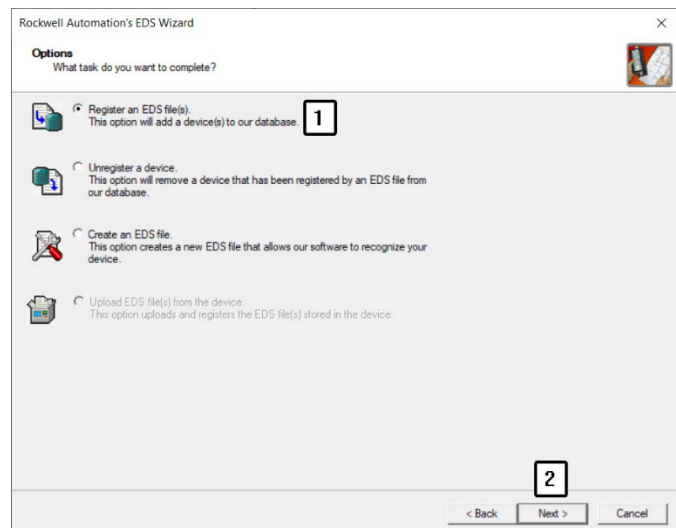 Rockwell Automation's EDS Wizard
Options
What task do you want to complete?
Register an EDS file(s).
This option will add a device(s) to our database.
1
Unregister a device.
This option will remove a device that has been registered by an EDS file from
our database.
Create an EDS file.
This option creates a new EDS file that allows our software to recognize your
device.
Upload EDS file(s) from the device.
This option uploads and registers the EDS file(s) stored in the device.
2
< Back Next > Cancel